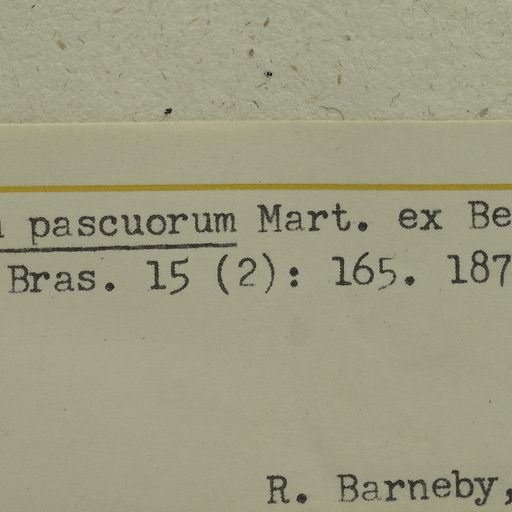 pascuorum Mart. ex Be
Bras. 15 (2): 165. 187
R. Barneby,